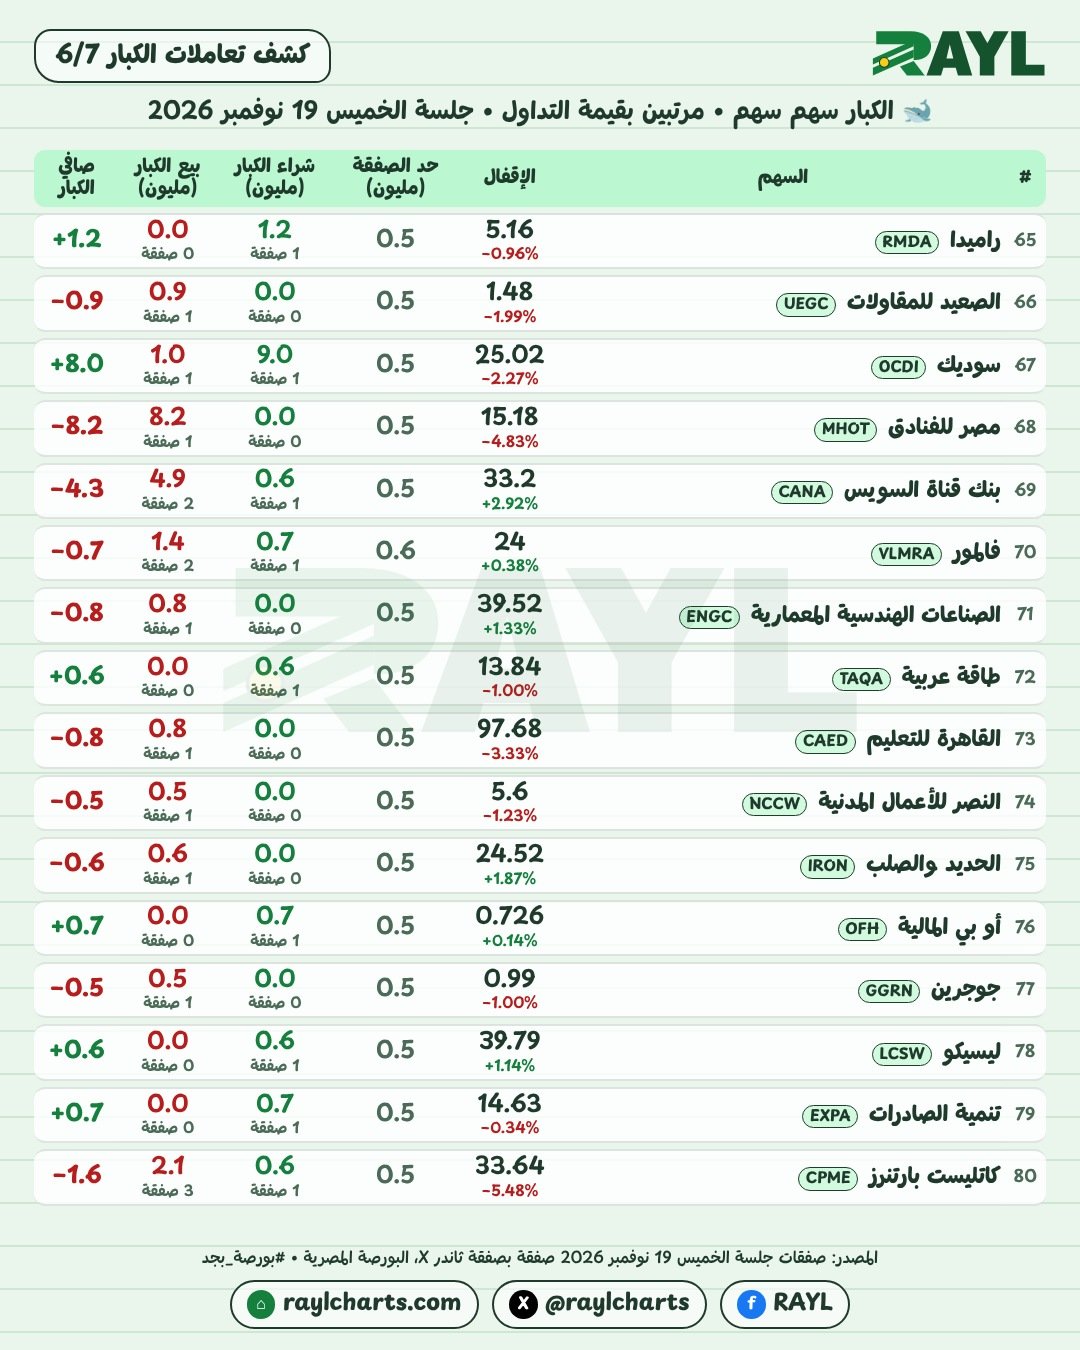 RAYL
كشف تعاملات الكبار 6/7
🐋 الكبار سهم سهم • مرتبين بقيمة التداول • جلسة الخميس 19 نوفمبر 2026
# السهم الإقفال حد الصفقة (مليون) شراء الكبار (مليون) بيع الكبار (مليون) صافي الكبار
65 راميدا RMDA 5.16 0.5 1.2 0.0 +1.2
−0.96% 1 صفقة 0 صفقة
66 الصعيد للمقاولات UEGC 1.48 0.5 0.0 0.9 −0.9
−1.99% 0 صفقة 1 صفقة
67 سوديك OCDI 25.02 0.5 9.0 1.0 +8.0
−2.27% 1 صفقة 1 صفقة
68 مصر للفنادق MHOT 15.18 0.5 0.0 8.2 −8.2
−4.83% 0 صفقة 1 صفقة
69 بنك قناة السويس CANA 33.2 0.5 0.6 4.9 −4.3
+2.92% 1 صفقة 2 صفقة
70 فالمور VLMRA 24 0.6 0.7 1.4 −0.7
+0.38% 1 صفقة 2 صفقة
71 الصناعات الهندسية المعمارية ENGC 39.52 0.5 0.0 0.8 −0.8
+1.33% 0 صفقة 1 صفقة
72 طاقة عربية TAQA 13.84 0.5 0.6 0.0 +0.6
−1.00% 1 صفقة 0 صفقة
73 القاهرة للتعليم CAED 97.68 0.5 0.0 0.8 −0.8
−3.33% 0 صفقة 1 صفقة
74 النصر للأعمال المدنية NCCW 5.6 0.5 0.0 0.5 −0.5
−1.23% 0 صفقة 1 صفقة
75 الحديد والصلب IRON 24.52 0.5 0.0 0.6 −0.6
+1.87% 0 صفقة 1 صفقة
76 أو بي المالية OFH 0.726 0.5 0.7 0.0 +0.7
+0.14% 1 صفقة 0 صفقة
77 جوجرين GGRN 0.99 0.5 0.0 0.5 −0.5
−1.00% 0 صفقة 1 صفقة
78 ليسيكو LCSW 39.79 0.5 0.6 0.0 +0.6
+1.14% 1 صفقة 0 صفقة
79 تنمية الصادرات EXPA 14.63 0.5 0.7 0.0 +0.7
−0.34% 1 صفقة 0 صفقة
80 كاتليست بارتنرز CPME 33.64 0.5 0.6 2.1 −1.6
−5.48% 1 صفقة 3 صفقة
المصدر: صفقات جلسة الخميس 19 نوفمبر 2026 صفقة بصفقة ثاندر X، البورصة المصرية • #بورصة_بجد
raylcharts.com
@raylcharts
RAYL